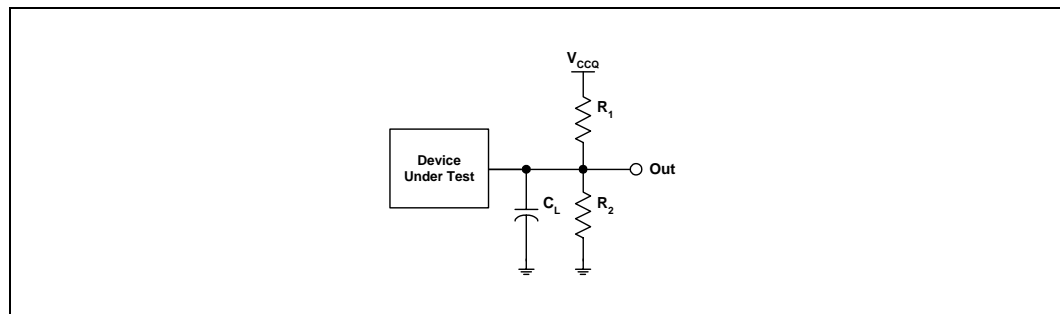 V_CCQ
R_1
Device
Under Test
Out
C_L
R_2